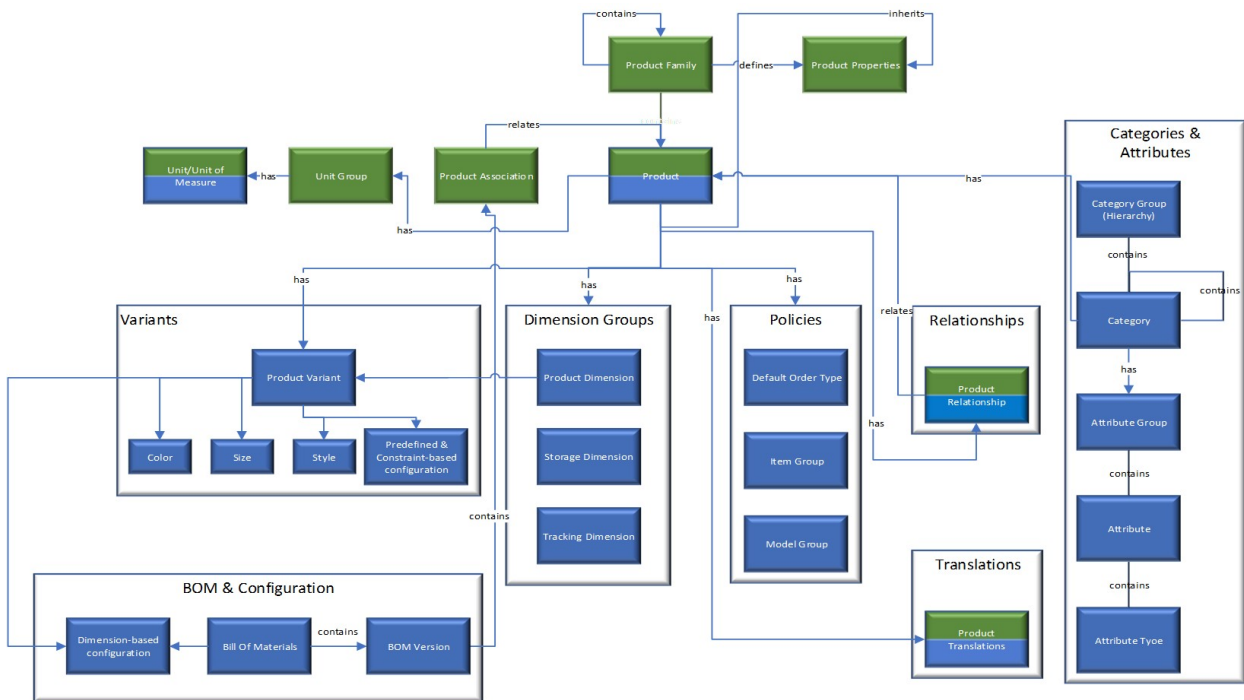 contains
inherits
Product Family
defines
Product Properties
relates
Categories &
Attributes
Unit/Unit of
Measure
has
Unit Group
Product Association
Product
has
Category Group
(Hierarchy)
has
contains
has
has
has
has
contains
Variants
Dimension Groups
Policies
Relationships
relates
Category
Product Variant
Product Dimension
Default Order Type
has
Product
Relationship
Attribute Group
has
Color
Size
Style
Predefined &
Constraint-based
configuration
Storage Dimension
Item Group
contains
contains
Attribute
Tracking Dimension
Model Group
Translations
contains
BOM & Configuration
Dimension-based
configuration
Bill Of Materials
contains
BOM Version
Product
Translations
Attribute Tyoe